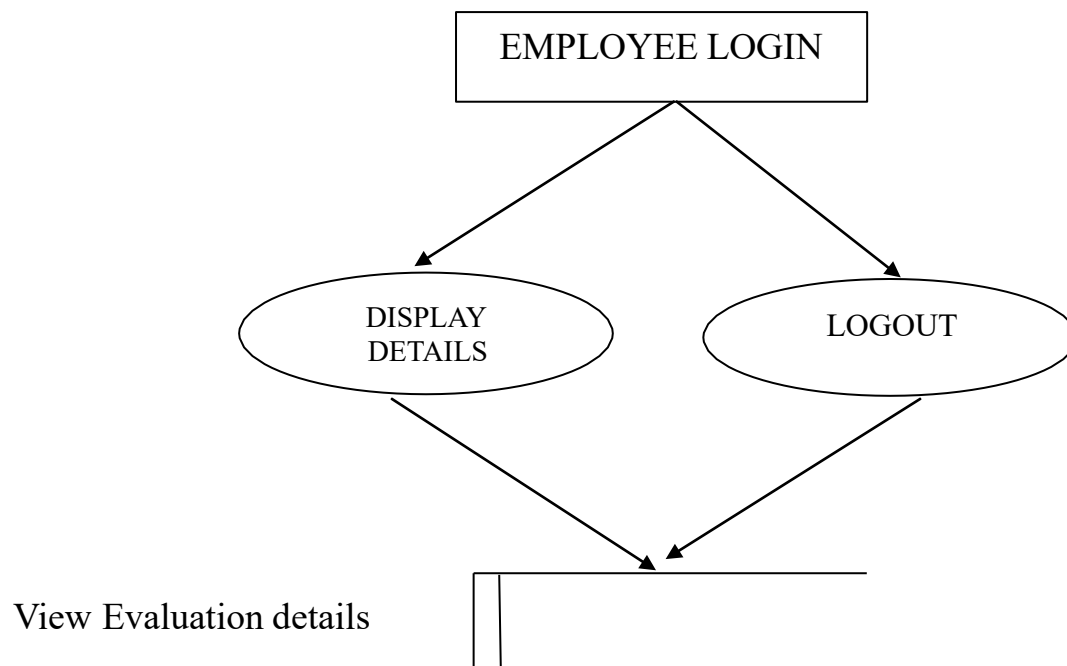 EMPLOYEE LOGIN
DISPLAY
DETAILS
LOGOUT
View Evaluation details